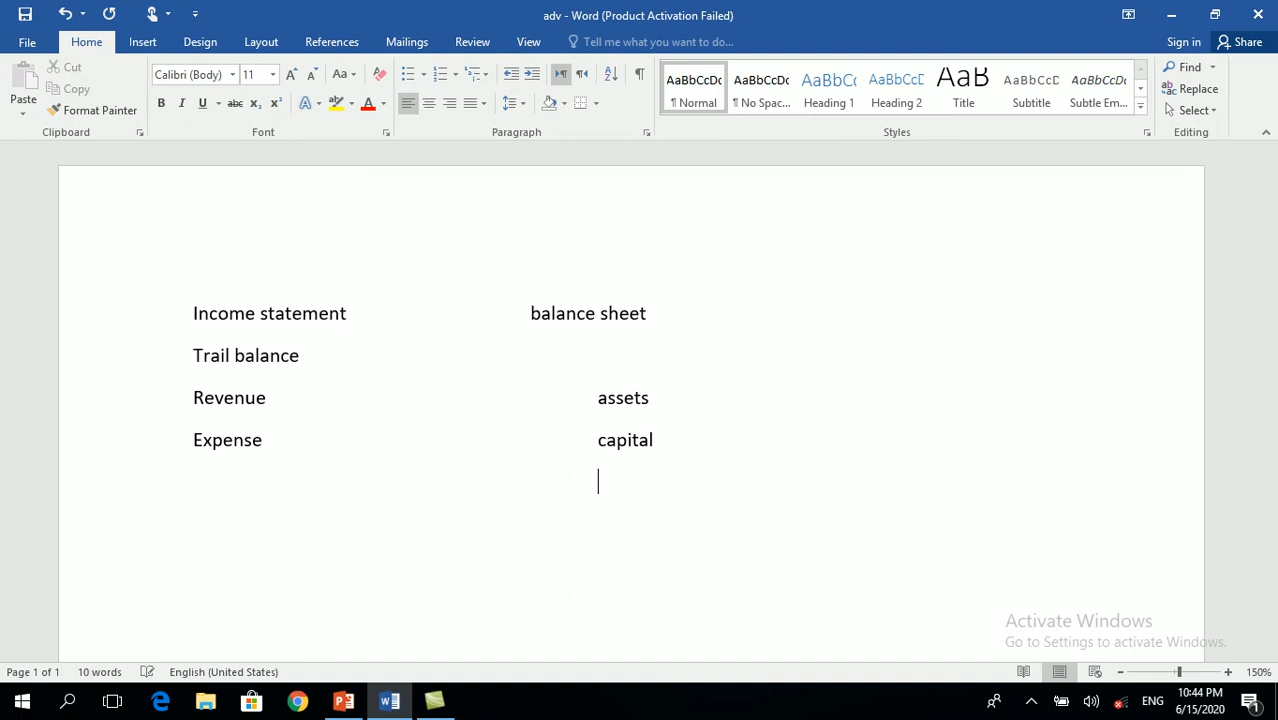 adv - Word (Product Activation Failed)
File Home Insert Design Layout References Mailings Review View Tell me what you want to do... Sign in Share
Paste
Cut
Copy
Format Painter
Calibri (Body) 11
AaBbCcDc AaBbCcDc AaBbC AaBbCcD AaB AaBbCcD AaBbCcDc
¶ Normal ¶ No Spac... Heading 1 Heading 2 Title Subtitle Subtle Em...
Find
Replace
Select
Clipboard Font Paragraph Styles Editing
Income statement balance sheet
Trail balance
Revenue assets
Expense capital
Activate Windows
Go to Settings to activate Windows.
Page 1 of 1 10 words English (United States) 150%
ENG 10:44 PM
6/15/2020